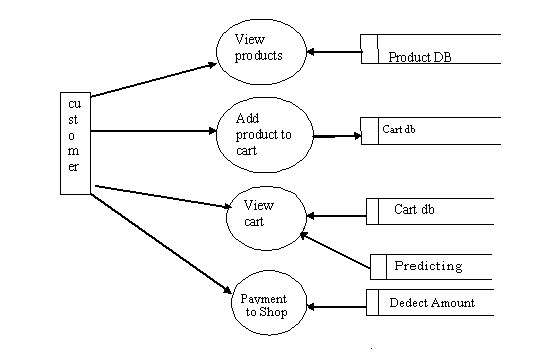 View
products
Product DB
cu
st
o
m
er
Add
product to
cart
Cart db
View
cart
Cart db
Predicting
Payment
to Shop
Dedect Amount